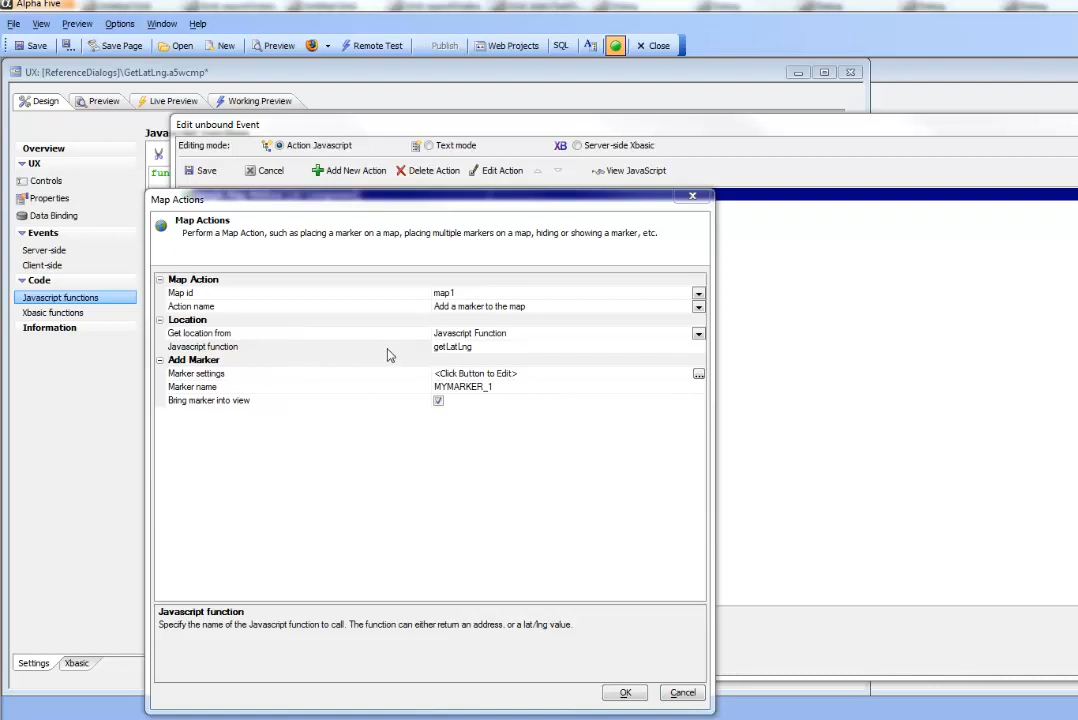 Alpha Five
File View Preview Options Window Help
Save Save Page Open New Preview Remote Test Publish Web Projects SQL Close
UX: [ReferenceDialogs]\GetLatLng.a5wcmp*
Design Preview Live Preview Working Preview
Edit unbound Event
Editing mode: Action Javascript Text mode XB Server-side Xbasic
Save Cancel Add New Action Delete Action Edit Action View JavaScript
Overview
UX
Controls
Properties
Data Binding
Events
Server-side
Client-side
Code
Javascript functions
Xbasic functions
Information
Settings Xbasic
fun
Map Actions
Map Actions
Perform a Map Action, such as placing a marker on a map, placing multiple markers on a map, hiding or showing a marker, etc.
Map Action
Map id map1
Action name Add a marker to the map
Location
Get location from Javascript Function
Javascript function getLatLng
Add Marker
Marker settings <Click Button to Edit>
Marker name MYMARKER_1
Bring marker into view
Javascript function
Specify the name of the Javascript function to call. The function can either return an address. or a lat/lng value.
OK Cancel